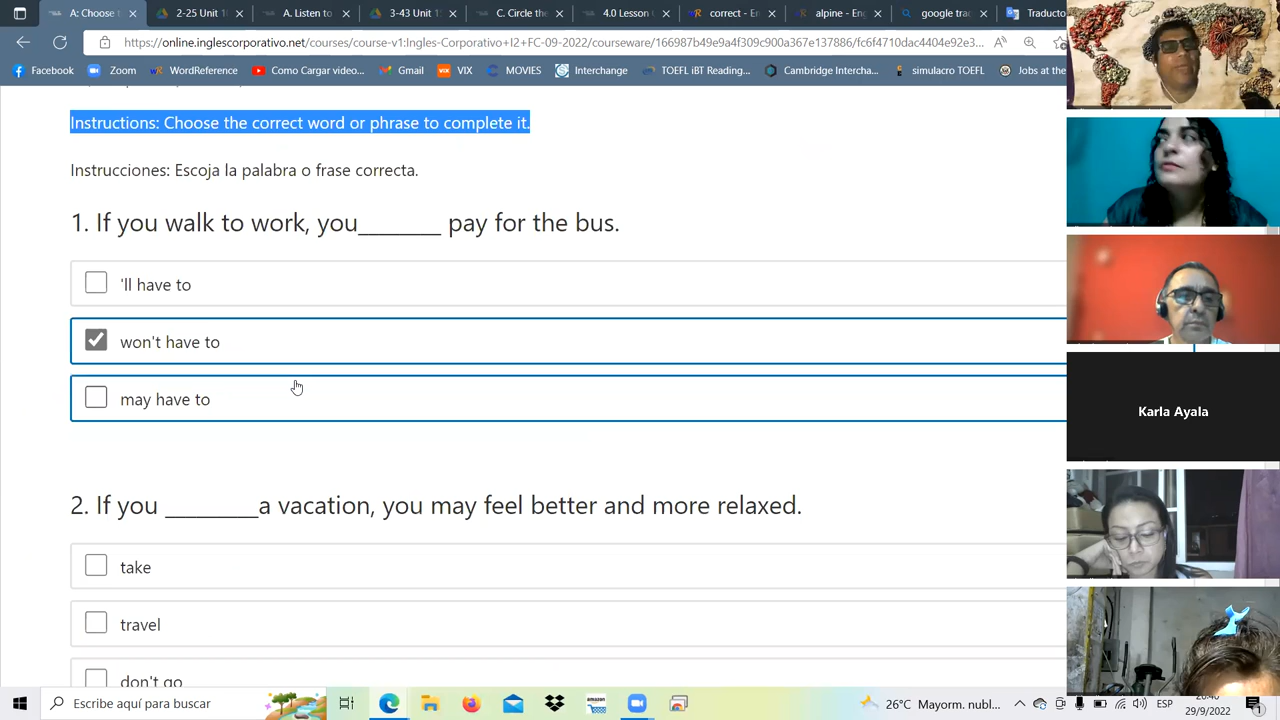 A: Choose t
2-25 Unit 1
A. Listen to
3-43 Unit 1
C. Circle the
4.0 Lesson
correct - En
alpine - Eng
google trad
Traducto
https://online.inglescorporativo.net/courses/course-v1:Ingles-Corporativo+I2+FC-09-2022/courseware/166987b49e9a4f309c900a367e137886/fc6f4710dac4404e92e3...
Facebook
Zoom
WordReference
Como Cargar video...
Gmail
VIX
MOVIES
Interchange
TOEFL iBT Reading...
Cambridge Intercha...
simulacro TOEFL
Jobs at the
Instructions: Choose the correct word or phrase to complete it.
Instrucciones: Escoja la palabra o frase correcta.
1. If you walk to work, you_______ pay for the bus.
'll have to
won't have to
may have to
Karla Ayala
2. If you ________a vacation, you may feel better and more relaxed.
take
travel
don't go
Escribe aquí para buscar
26°C Mayorm. nubl...
ESP
29/9/2022